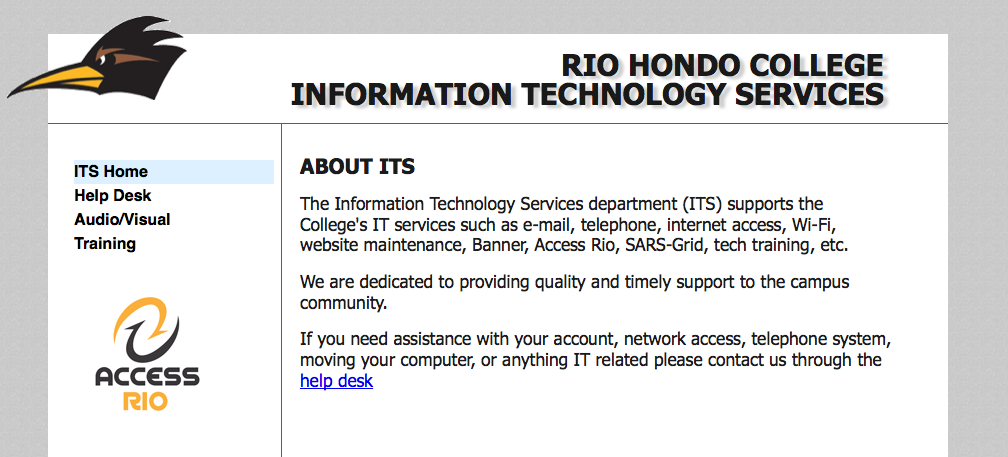 RIO HONDO COLLEGE
INFORMATION TECHNOLOGY SERVICES
ITS Home
Help Desk
Audio/Visual
Training
ACCESS
RIO
ABOUT ITS
The Information Technology Services department (ITS) supports the
College's IT services such as e-mail, telephone, internet access, Wi-Fi,
website maintenance, Banner, Access Rio, SARS-Grid, tech training, etc.
We are dedicated to providing quality and timely support to the campus
community.
If you need assistance with your account, network access, telephone system,
moving your computer, or anything IT related please contact us through the
help desk